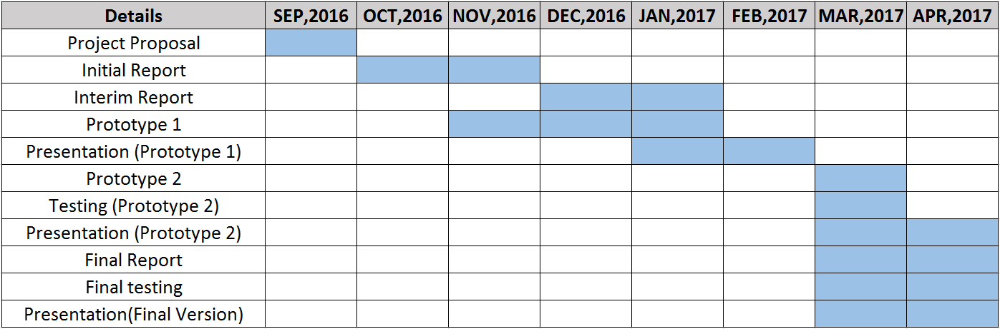 Details SEP,2016 OCT,2016 NOV,2016 DEC,2016 JAN,2017 FEB,2017 MAR,2017 APR,2017
Project Proposal
Initial Report
Interim Report
Prototype 1
Presentation (Prototype 1)
Prototype 2
Testing (Prototype 2)
Presentation (Prototype 2)
Final Report
Final testing
Presentation(Final Version)